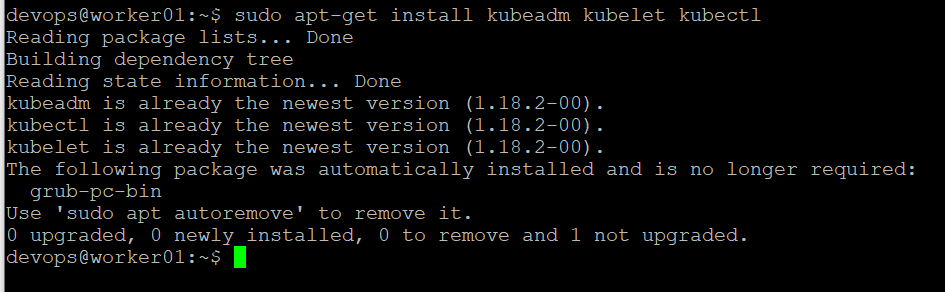 devops@worker01:~$ sudo apt-get install kubeadm kubelet kubectl
Reading package lists... Done
Building dependency tree
Reading state information... Done
kubeadm is already the newest version (1.18.2-00).
kubectl is already the newest version (1.18.2-00).
kubelet is already the newest version (1.18.2-00).
The following package was automatically installed and is no longer required:
  grub-pc-bin
Use 'sudo apt autoremove' to remove it.
0 upgraded, 0 newly installed, 0 to remove and 1 not upgraded.
devops@worker01:~$